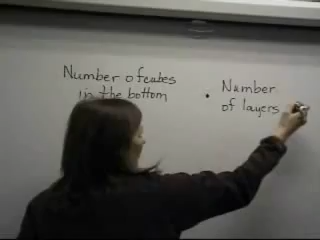 Number of cubes
in the bottom
• Number
of layers